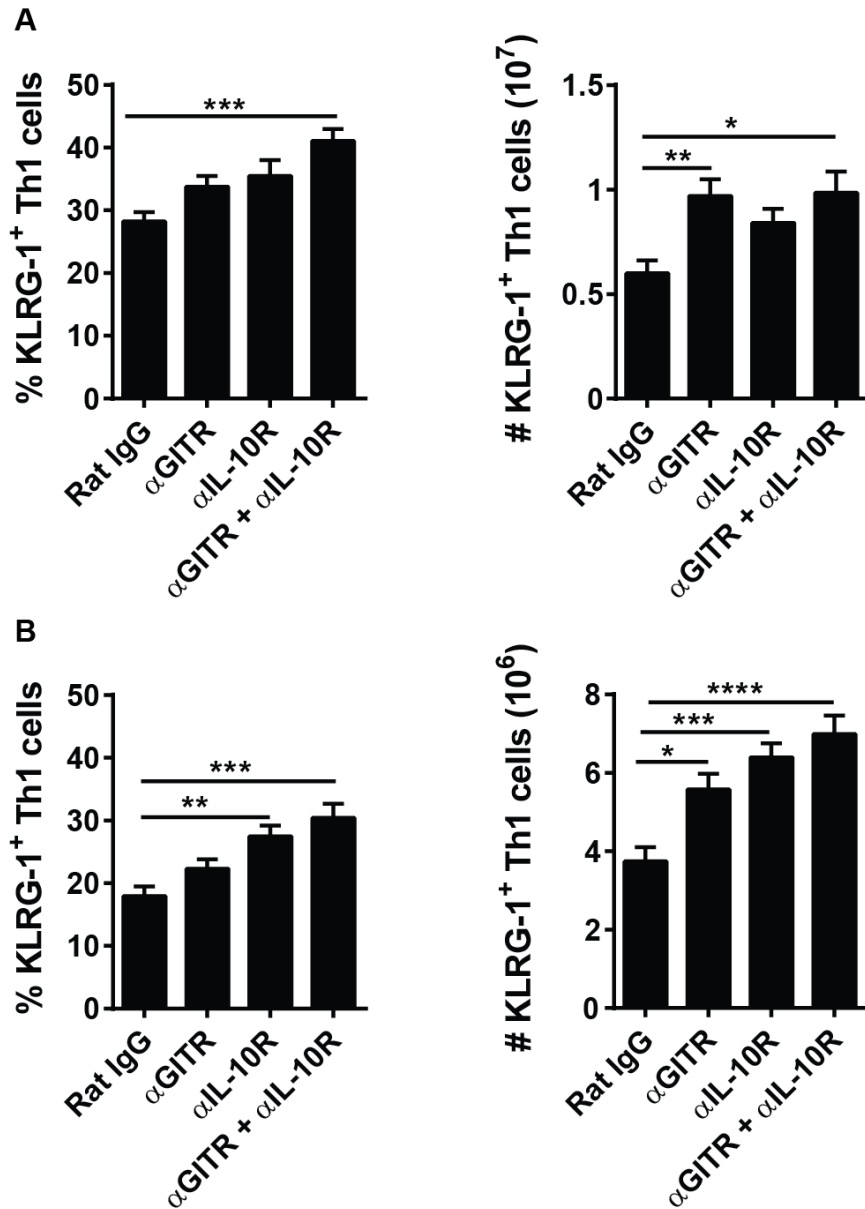 A
% KLRG-1⁺ Th1 cells
50
40
30
20
10
0
***
Rat IgG
αGITR
αIL-10R
αGITR + αIL-10R
# KLRG-1⁺ Th1 cells (10⁷)
1.5
1
0.5
0
*
**
Rat IgG
αGITR
αIL-10R
αGITR + αIL-10R
B
% KLRG-1⁺ Th1 cells
50
40
30
20
10
0
***
**
Rat IgG
αGITR
αIL-10R
αGITR + αIL-10R
# KLRG-1⁺ Th1 cells (10⁶)
8
6
4
2
0
****
***
*
Rat IgG
αGITR
αIL-10R
αGITR + αIL-10R